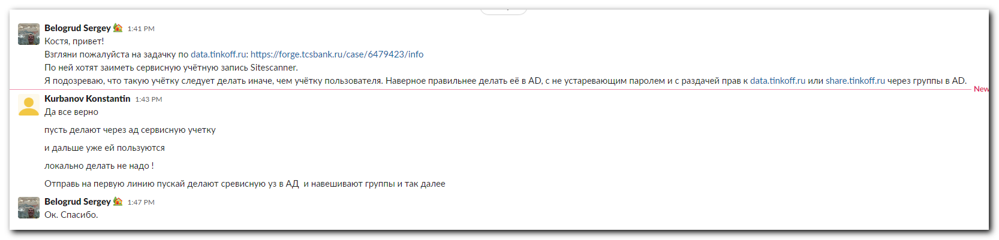 Belogrud Sergey 1:41 PM
Костя, привет!
Взгляни пожалуйста на задачку по data.tinkoff.ru: https://forge.tcsbank.ru/case/6479423/info
По ней хотят заиметь сервисную учётную запись Sitescanner.
Я подозреваю, что такую учётку следует делать иначе, чем учётку пользователя. Наверное правильнее делать её в AD, с не устаревающим паролем и с раздачей прав к data.tinkoff.ru или share.tinkoff.ru через группы в AD.
New
Kurbanov Konstantin 1:43 PM
Да все верно
пусть делают через ад сервисную учетку
и дальше уже ей пользуются
локально делать не надо !
Отправь на первую линию пускай делают сревисную уз в АД  и навешивают группы и так далее
Belogrud Sergey 1:47 PM
Ок. Спасибо.